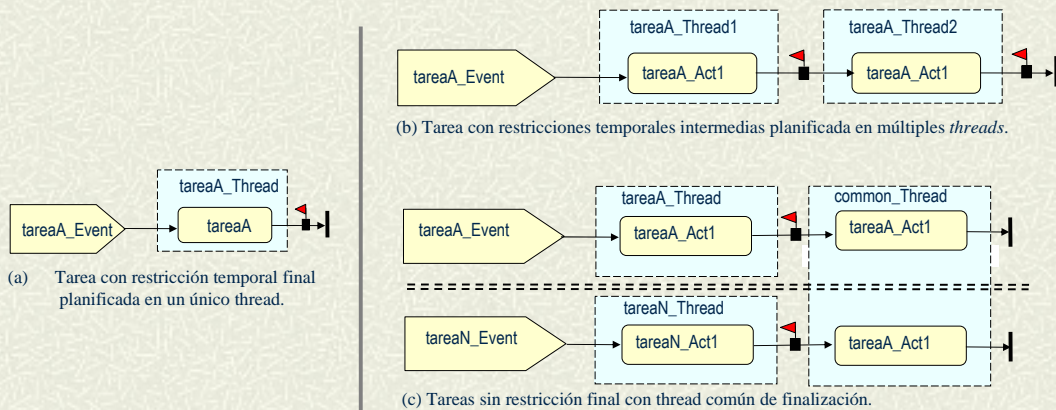 tareaA_Thread
tareaA_Event
tareaA
(a) Tarea con restricción temporal final
planificada en un único thread.
tareaA_Thread1
tareaA_Thread2
tareaA_Event
tareaA_Act1
tareaA_Act1
(b) Tarea con restricciones temporales intermedias planificada en múltiples threads.
tareaA_Thread
common_Thread
tareaA_Event
tareaA_Act1
tareaA_Act1
tareaN_Thread
tareaN_Event
tareaN_Act1
tareaA_Act1
(c) Tareas sin restricción final con thread común de finalización.